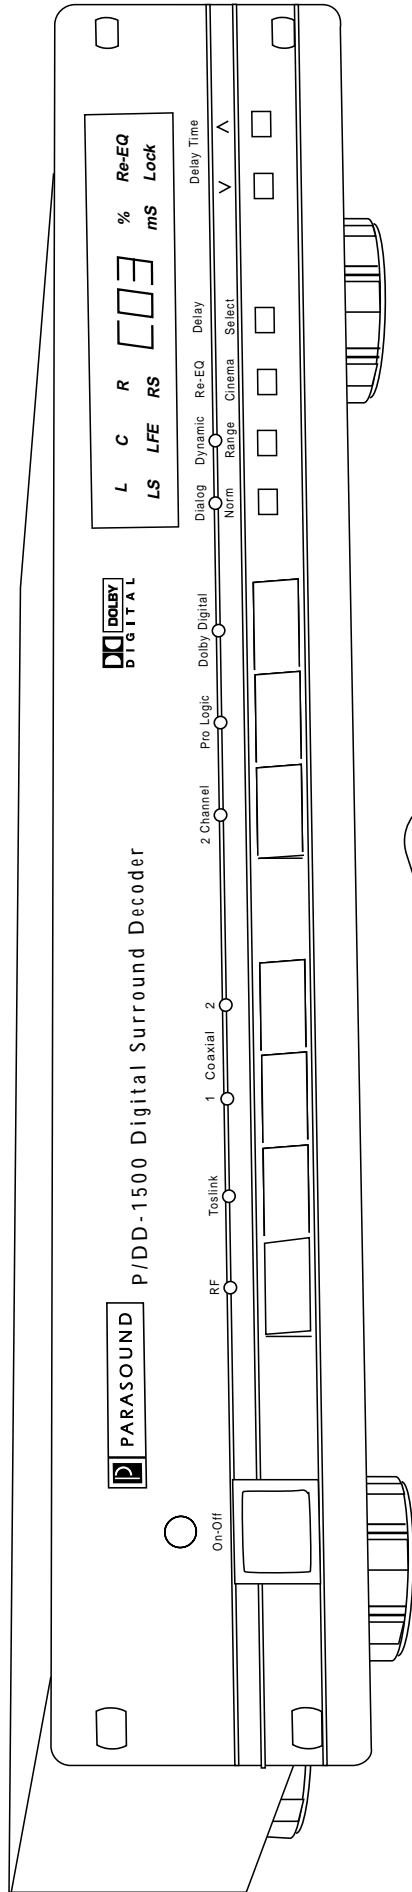 L C R % Re-EQ
LS LFE RS mS Lock
PARASOUND P/DD-1500 Digital Surround Decoder DOLBY
DIGITAL
On-Off RF Toslink 1 Coaxial 2 2 Channel Pro Logic Dolby Digital
Dialog Norm
Dynamic Range
Re-EQ Cinema
Delay Select
Delay Time